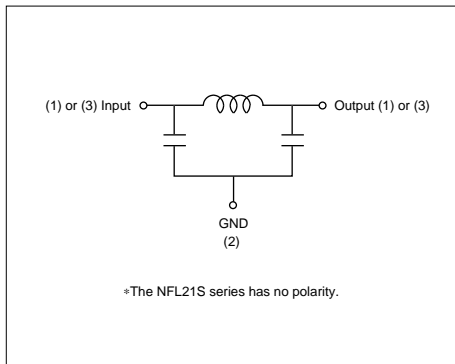 (1) or (3) Input
Output (1) or (3)
GND
(2)
*The NFL21S series has no polarity.